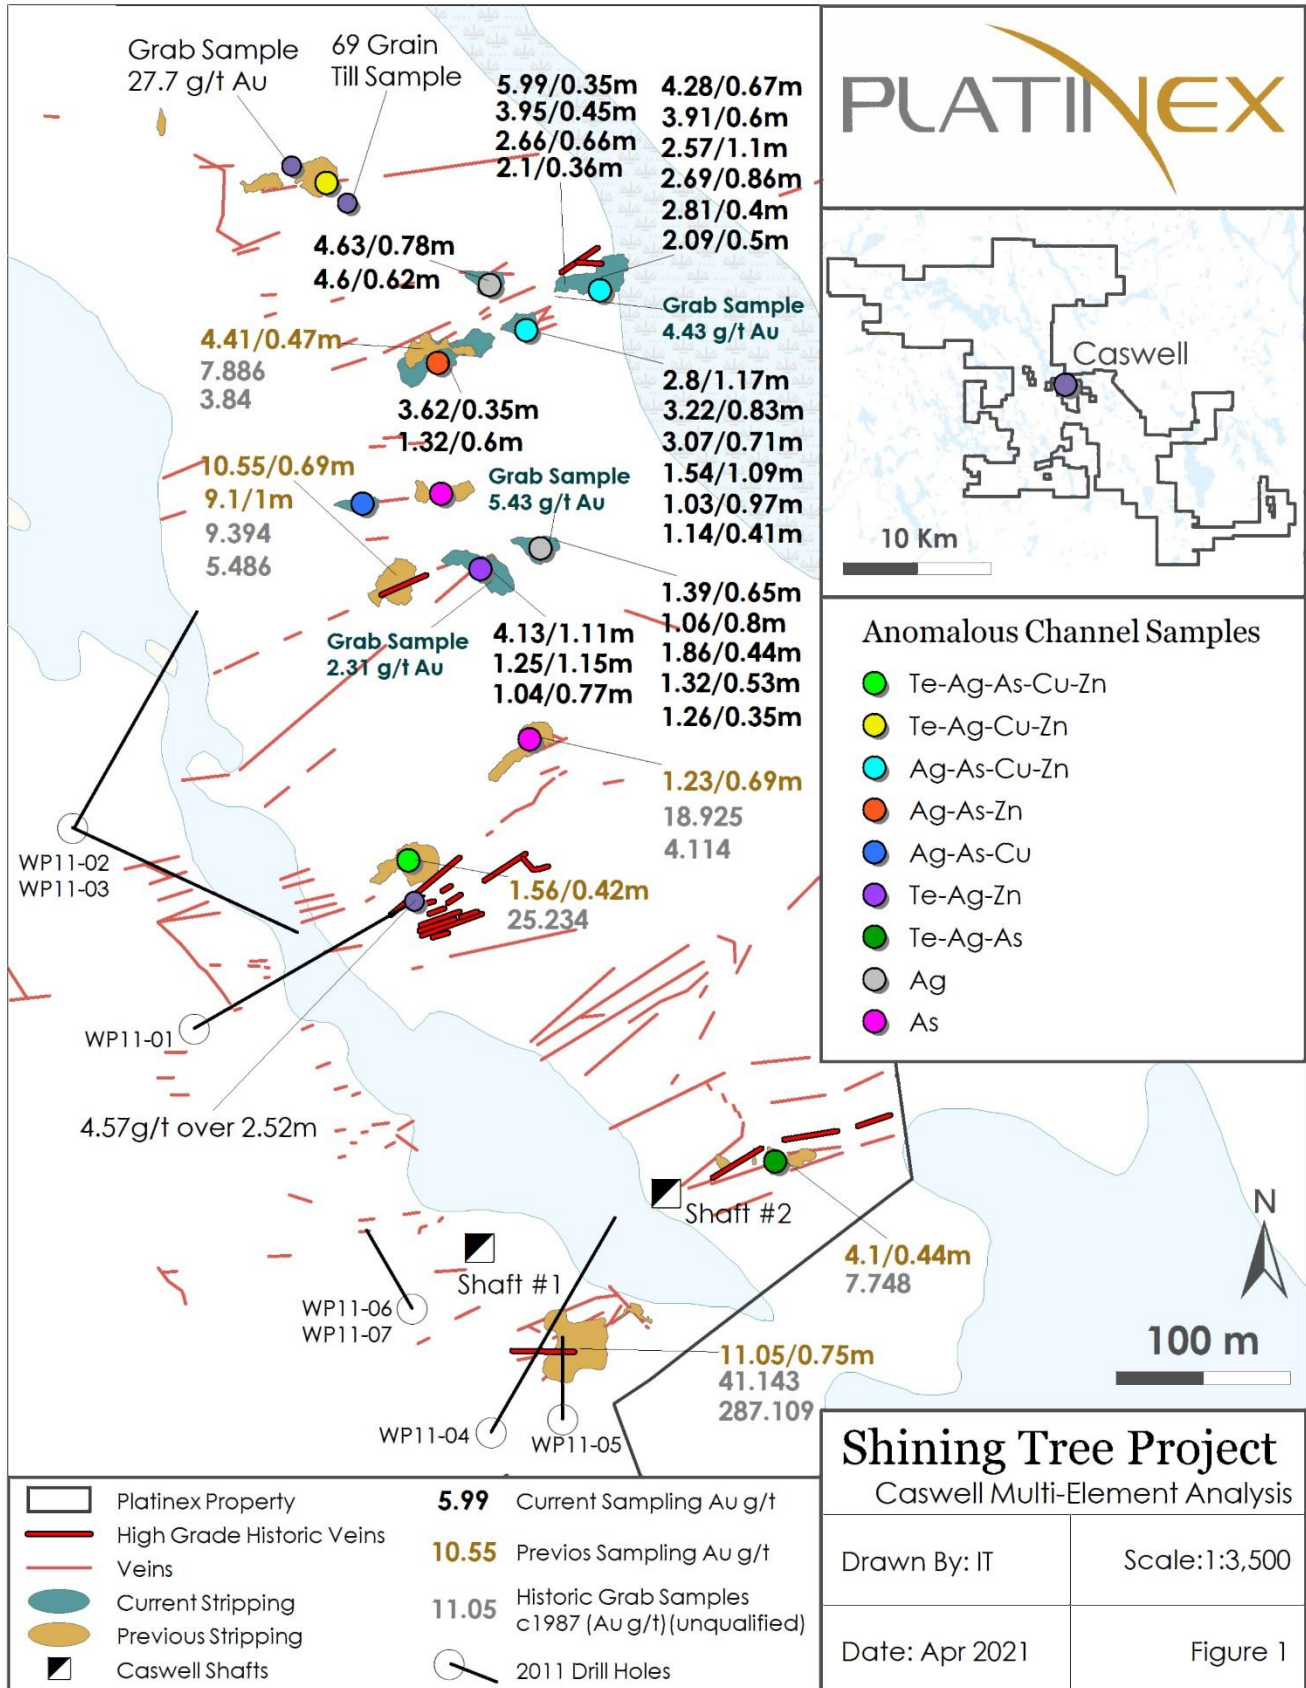 Grab Sample
27.7 g/t Au
69 Grain
Till Sample
5.99/0.35m
3.95/0.45m
2.66/0.66m
2.1/0.36m
4.28/0.67m
3.91/0.6m
2.57/1.1m
2.69/0.86m
2.81/0.4m
2.09/0.5m
4.63/0.78m
4.6/0.62m
Grab Sample
4.43 g/t Au
4.41/0.47m
7.886
3.84
3.62/0.35m
1.32/0.6m
2.8/1.17m
3.22/0.83m
3.07/0.71m
1.54/1.09m
1.03/0.97m
1.14/0.41m
10.55/0.69m
9.1/1m
9.394
5.486
Grab Sample
5.43 g/t Au
1.39/0.65m
1.06/0.8m
1.86/0.44m
1.32/0.53m
1.26/0.35m
Grab Sample
2.31 g/t Au
4.13/1.11m
1.25/1.15m
1.04/0.77m
1.23/0.69m
18.925
4.114
WP11-02
WP11-03
1.56/0.42m
25.234
WP11-01
4.57g/t over 2.52m
Shaft #2
Shaft #1
4.1/0.44m
7.748
WP11-06
WP11-07
11.05/0.75m
41.143
287.109
WP11-04
WP11-05
N
100 m
PLATINEX
Caswell
10 Km
Anomalous Channel Samples
Te-Ag-As-Cu-Zn
Te-Ag-Cu-Zn
Ag-As-Cu-Zn
Ag-As-Zn
Ag-As-Cu
Te-Ag-Zn
Te-Ag-As
Ag
As
Platinex Property
High Grade Historic Veins
Veins
Current Stripping
Previous Stripping
Caswell Shafts
5.99 Current Sampling Au g/t
10.55 Previos Sampling Au g/t
11.05 Historic Grab Samples
c1987 (Au g/t)(unqualified)
2011 Drill Holes
Shining Tree Project
Caswell Multi-Element Analysis
Drawn By: IT
Scale:1:3,500
Date: Apr 2021
Figure 1